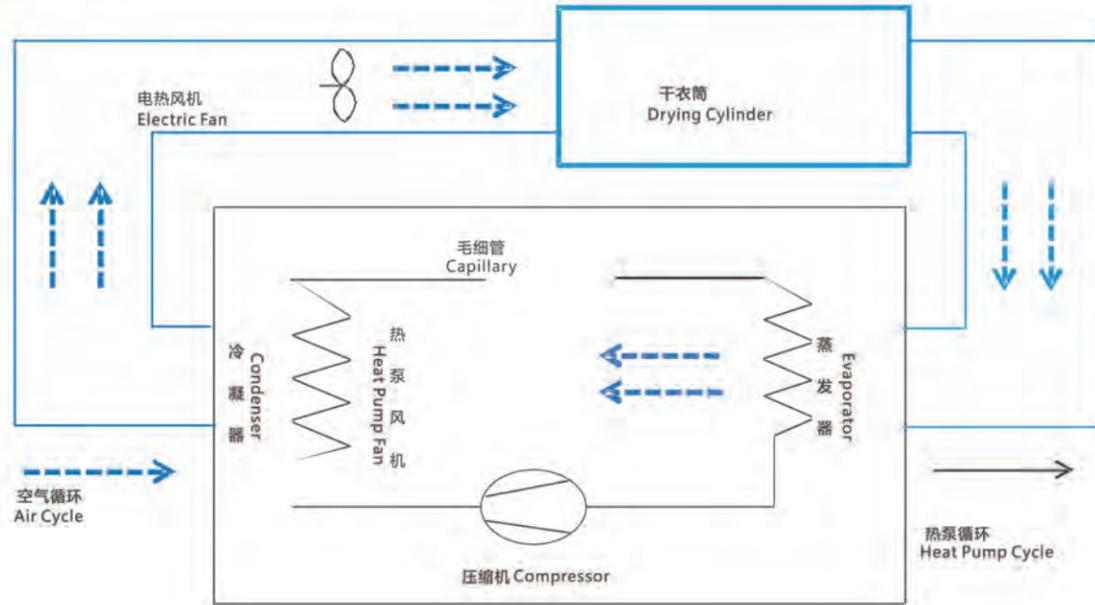 电热风机
Electric Fan
干衣筒
Drying Cylinder
毛细管
Capillary
冷凝器
Condenser
热泵风机
Heat Pump Fan
蒸发器
Evaporator
空气循环
Air Cycle
热泵循环
Heat Pump Cycle
压缩机 Compressor